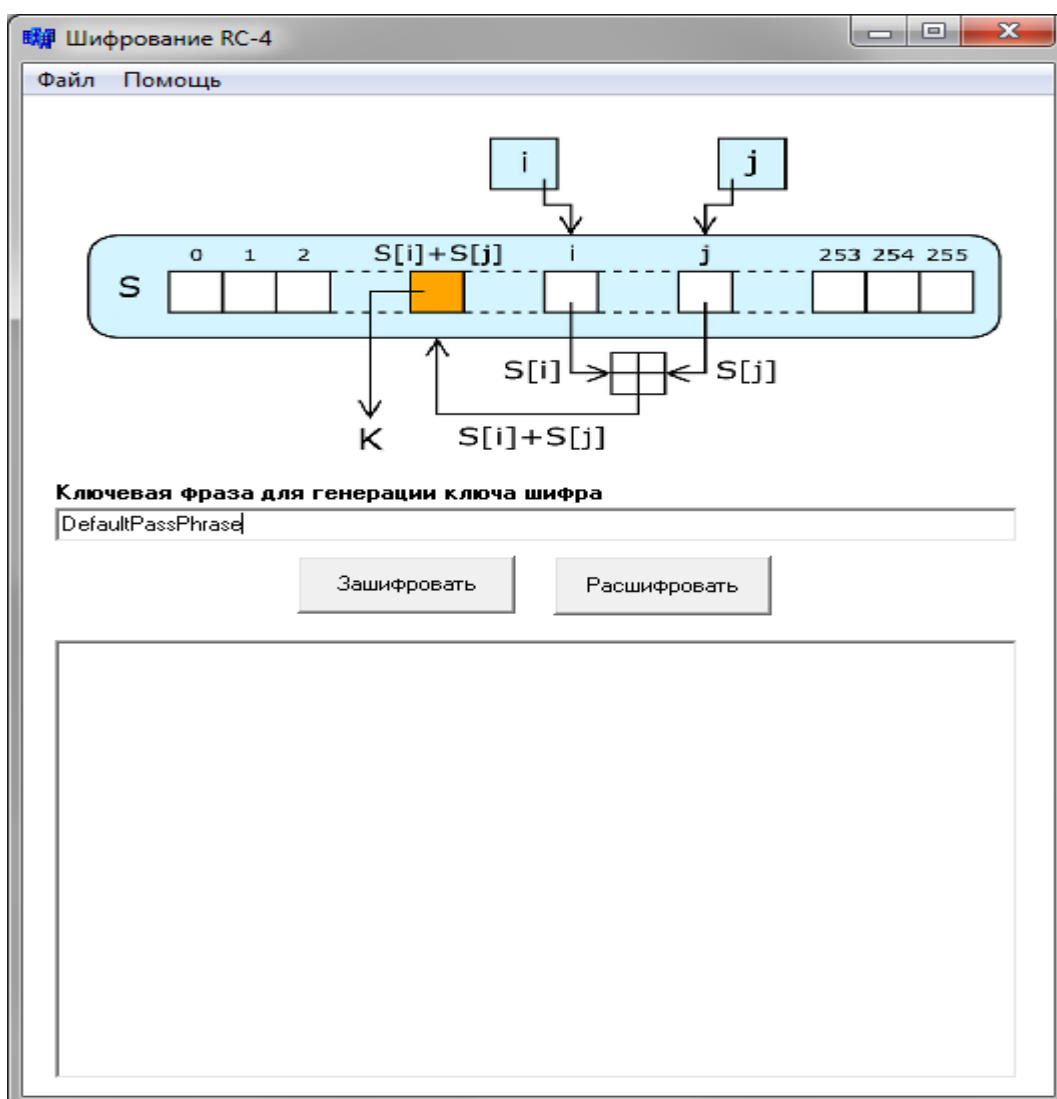 Шифрование RC-4
Файл Помощь
i j
0 1 2 S[i]+S[j] i j 253 254 255
S
S[i] S[j]
K S[i]+S[j]
Ключевая фраза для генерации ключа шифра
DefaultPassPhrase
Зашифровать Расшифровать